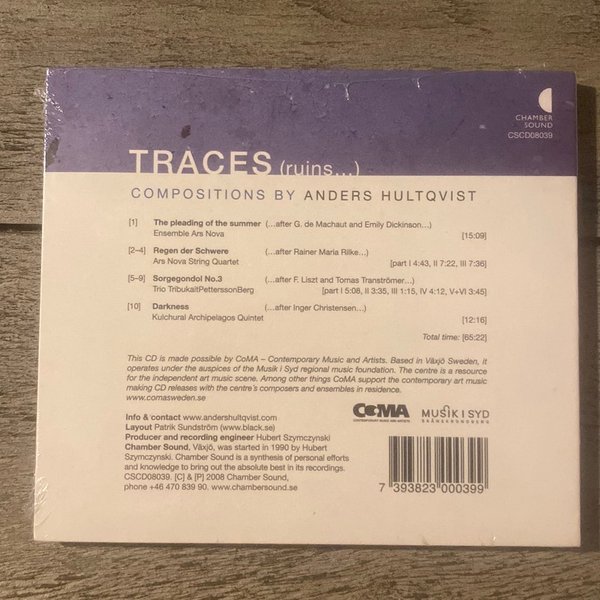 CHAMBER
SOUND
CSCD08039
TRACES (ruins...)
COMPOSITIONS BY ANDERS HULTQVIST
[1] The pleading of the summer (...after G. de Machaut and Emily Dickinson...)
Ensemble Ars Nova [15:09]
[2–4] Regen der Schwere (...after Rainer Maria Rilke...)
Ars Nova String Quartet [part I 4:43, II 7:22, III 7:36]
[5–9] Sorgegondol No.3 (...after F. Liszt and Tomas Tranströmer...)
Trio TribukaitPetterssonBerg [part I 5:08, II 3:35, III 1:15, IV 4:12, V+VI 3:45]
[10] Darkness (...after Inger Christensen...)
Kulchural Archipelagos Quintet [12:16]
Total time: [65:22]
This CD is made possible by CoMA – Contemporary Music and Artists. Based in Växjö Sweden, it
operates under the auspices of the Musik i Syd regional music foundation. The centre is a resource
for the independent art music scene. Among other things CoMA support the contemporary art music
making CD releases with the centre's composers and ensembles in residence.
www.comasweden.se
Info & contact www.andershultqvist.com
Layout Patrik Sundström (www.black.se)
Producer and recording engineer Hubert Szymczynski
Chamber Sound, Växjö, was started in 1990 by Hubert
Szymczynski. Chamber Sound is a synthesis of personal efforts
and knowledge to bring out the absolute best in its recordings.
CSCD08039. [C] & [P] 2008 Chamber Sound,
phone +46 470 839 90. www.chambersound.se
CoMA
CONTEMPORARY MUSIC AND ARTISTS
MUSIK I SYD
SKÅNE KRONOBERG
7 393823 000399